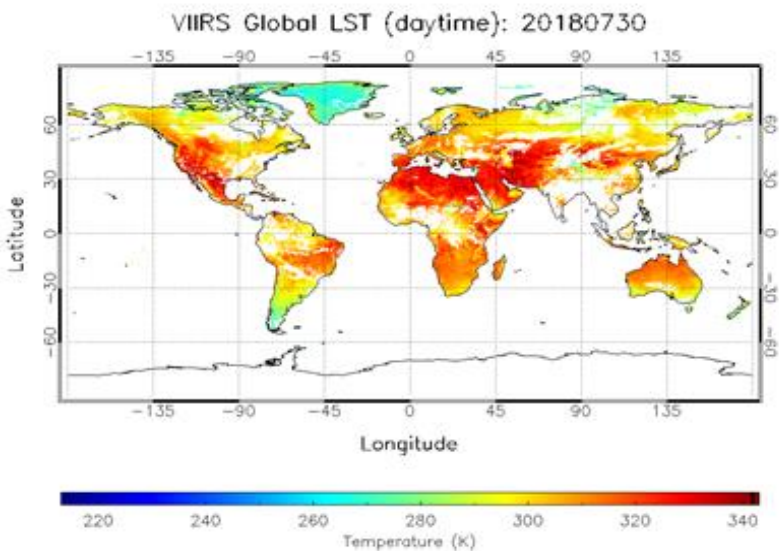 VIIRS Global LST (daytime): 20180730
-135 -90 -45 0 45 90 135
60 60
30 30
0 0
-30 -30
-60 -60
Latitude
-135 -90 -45 0 45 90 135
Longitude
220 240 260 280 300 320 340
Temperature (K)